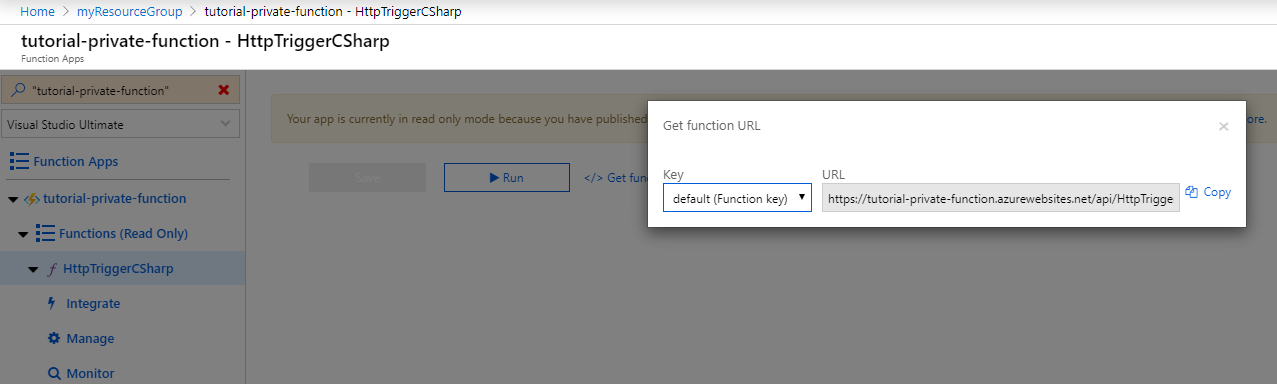 Home > myResourceGroup > tutorial-private-function - HttpTriggerCSharp
tutorial-private-function - HttpTriggerCSharp
Function Apps
"tutorial-private-function"
Visual Studio Ultimate
Function Apps
tutorial-private-function
Functions (Read Only)
HttpTriggerCSharp
Integrate
Manage
Monitor
Your app is currently in read only mode because you have published
ore.
Save
Run
</> Get func
Get function URL
×
Key
URL
default (Function key)
https://tutorial-private-function.azurewebsites.net/api/HttpTrigge
Copy